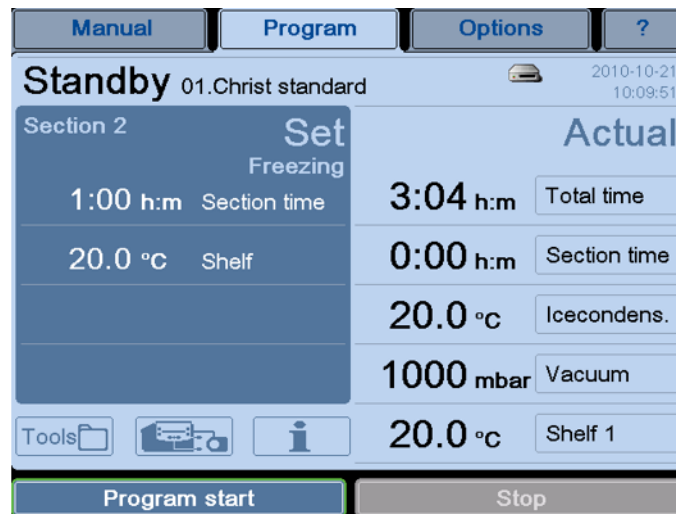 Manual Program Options ?
Standby 01.Christ standard
2010-10-21
10:09:51
Section 2 Set
Freezing
1:00 h:m Section time
20.0 °C Shelf
Actual
3:04 h:m Total time
0:00 h:m Section time
20.0 °C Icecondens.
1000 mbar Vacuum
20.0 °C Shelf 1
Tools
i
Program start Stop